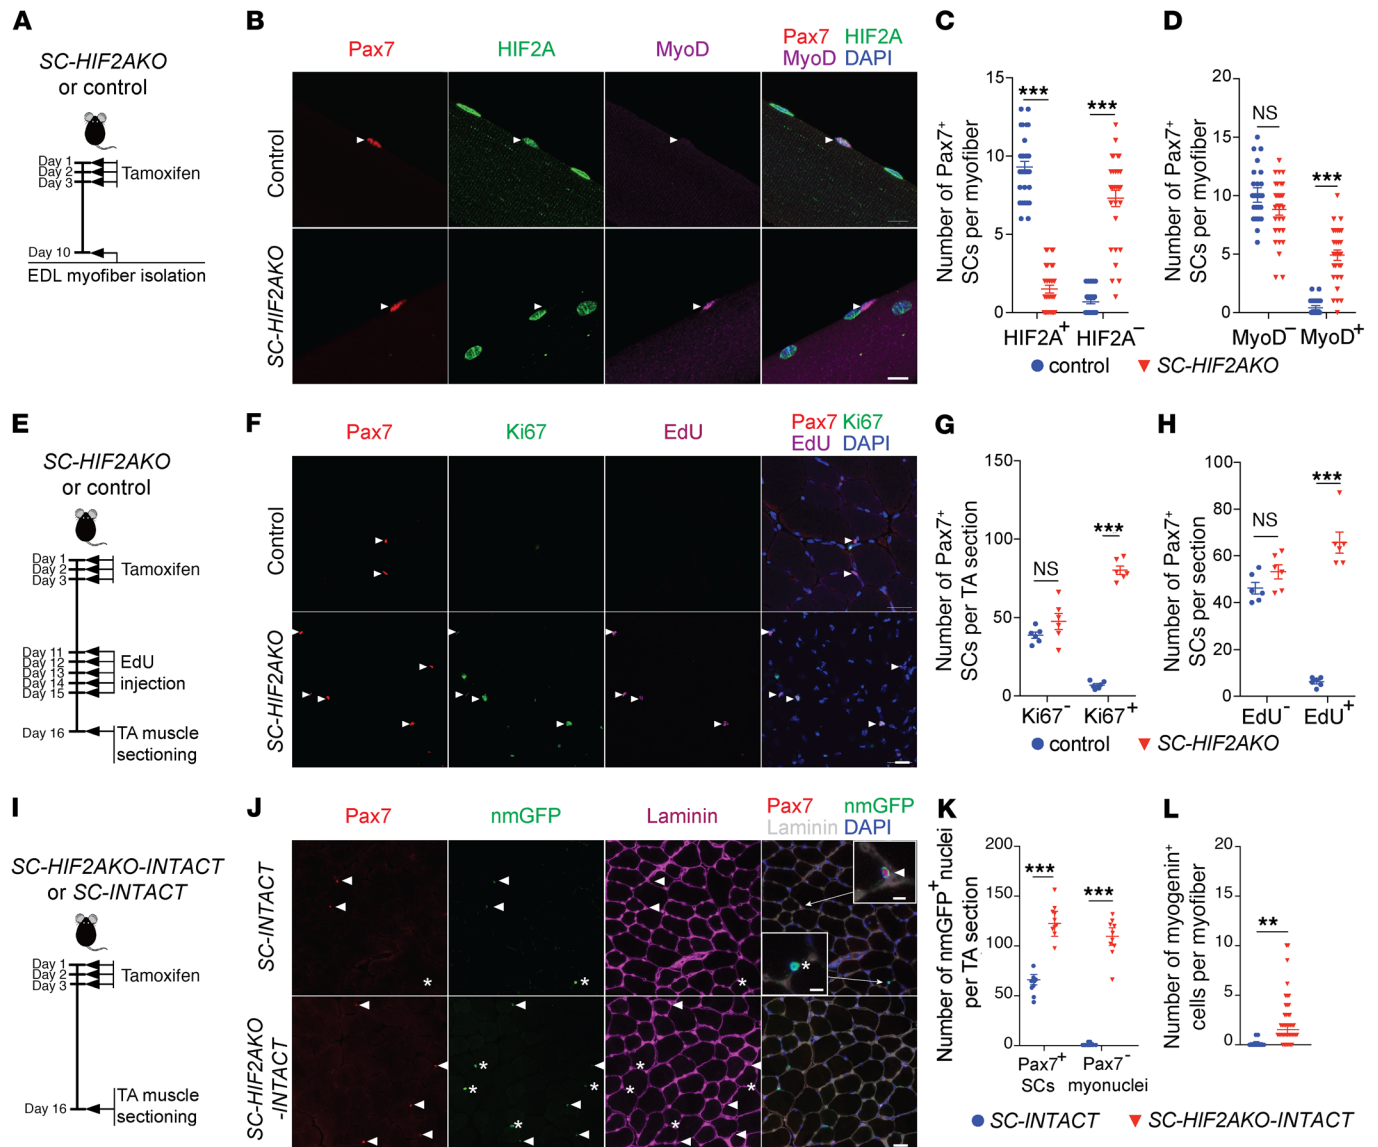 A
SC-HIF2AKO
or control
Day 1
Day 2
Day 3
Tamoxifen
Day 10
EDL myofiber isolation
B
Pax7
HIF2A
MyoD
Pax7 HIF2A
MyoD DAPI
Control
SC-HIF2AKO
C
Number of Pax7+
SCs per myofiber
15
10
5
0
***
***
HIF2A+ HIF2A−
D
Number of Pax7+
SCs per myofiber
20
15
10
5
0
NS
***
MyoD− MyoD+
control SC-HIF2AKO
E
SC-HIF2AKO
or control
Day 1
Day 2
Day 3
Tamoxifen
Day 11
Day 12
Day 13
Day 14
Day 15
EdU
injection
Day 16
TA muscle
sectioning
F
Pax7
Ki67
EdU
Pax7 Ki67
EdU DAPI
Control
SC-HIF2AKO
G
Number of Pax7+
SCs per TA section
150
100
50
0
NS
***
Ki67− Ki67+
H
Number of Pax7+
SCs per section
100
80
60
40
20
0
NS
***
EdU− EdU+
control SC-HIF2AKO
I
SC-HIF2AKO-INTACT
or SC-INTACT
Day 1
Day 2
Day 3
Tamoxifen
Day 16
TA muscle
sectioning
J
Pax7
nmGFP
Laminin
Pax7 nmGFP
Laminin DAPI
SC-INTACT
SC-HIF2AKO
-INTACT
*
*
*
*
*
*
*
*
*
*
*
K
Number of nmGFP+nuclei
per TA section
200
150
100
50
0
***
***
Pax7+ Pax7−
SCs myonuclei
L
Number of myogenin+
cells per myofiber
20
15
10
5
0
**
SC-INTACT SC-HIF2AKO-INTACT